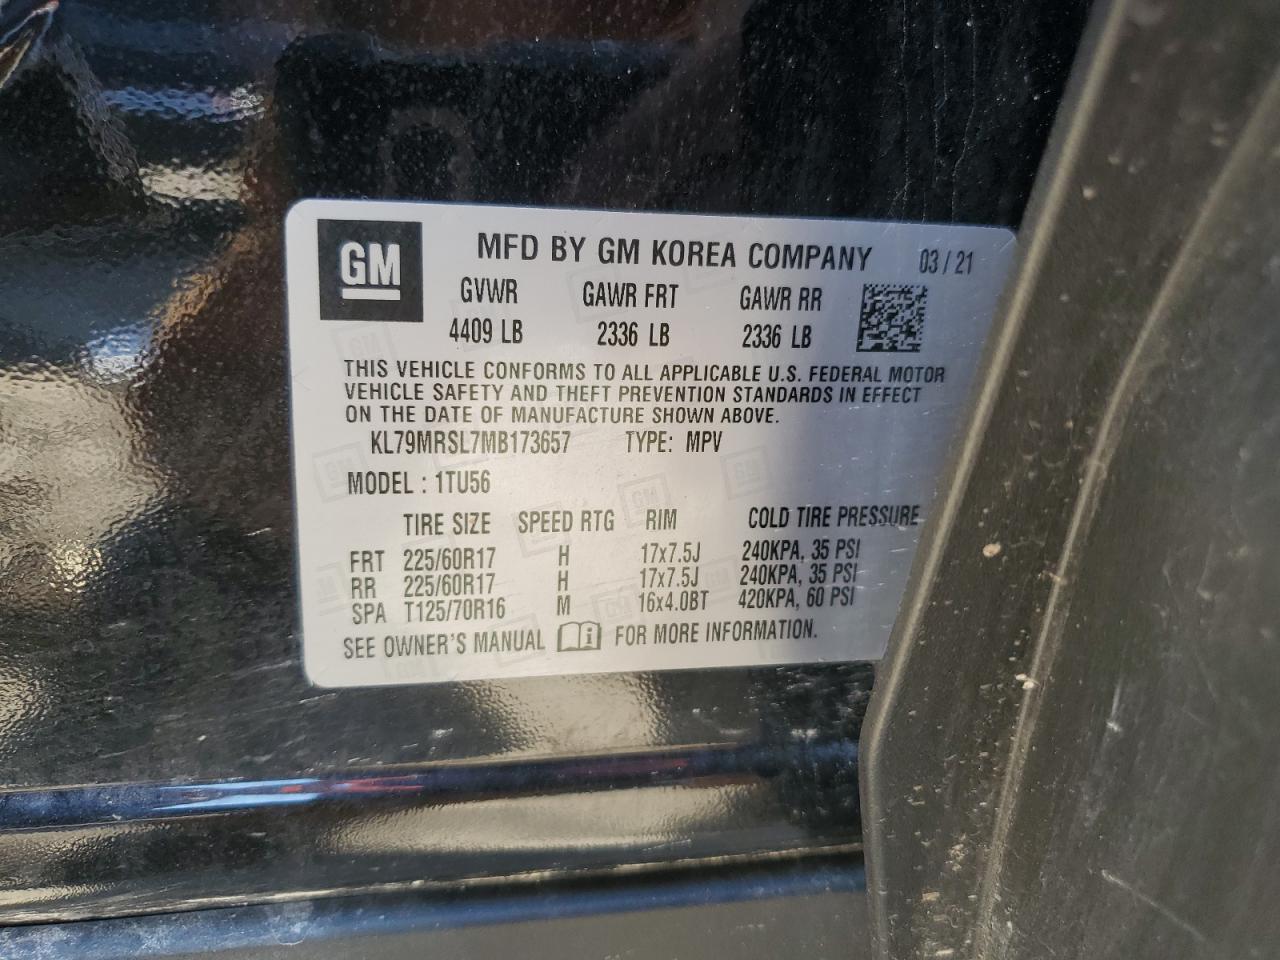 GM MFD BY GM KOREA COMPANY 03/21
GVWR GAWR FRT GAWR RR
4409 LB 2336 LB 2336 LB
THIS VEHICLE CONFORMS TO ALL APPLICABLE U.S. FEDERAL MOTOR
VEHICLE SAFETY AND THEFT PREVENTION STANDARDS IN EFFECT
ON THE DATE OF MANUFACTURE SHOWN ABOVE.
KL79MRSL7MB173657 TYPE: MPV
MODEL : 1TU56
TIRE SIZE SPEED RTG RIM COLD TIRE PRESSURE
FRT 225/60R17 H 17x7.5J 240KPA, 35 PSI
RR 225/60R17 H 17x7.5J 240KPA, 35 PSI
SPA T125/70R16 M 16x4.0BT 420KPA, 60 PSI
SEE OWNER'S MANUAL FOR MORE INFORMATION.